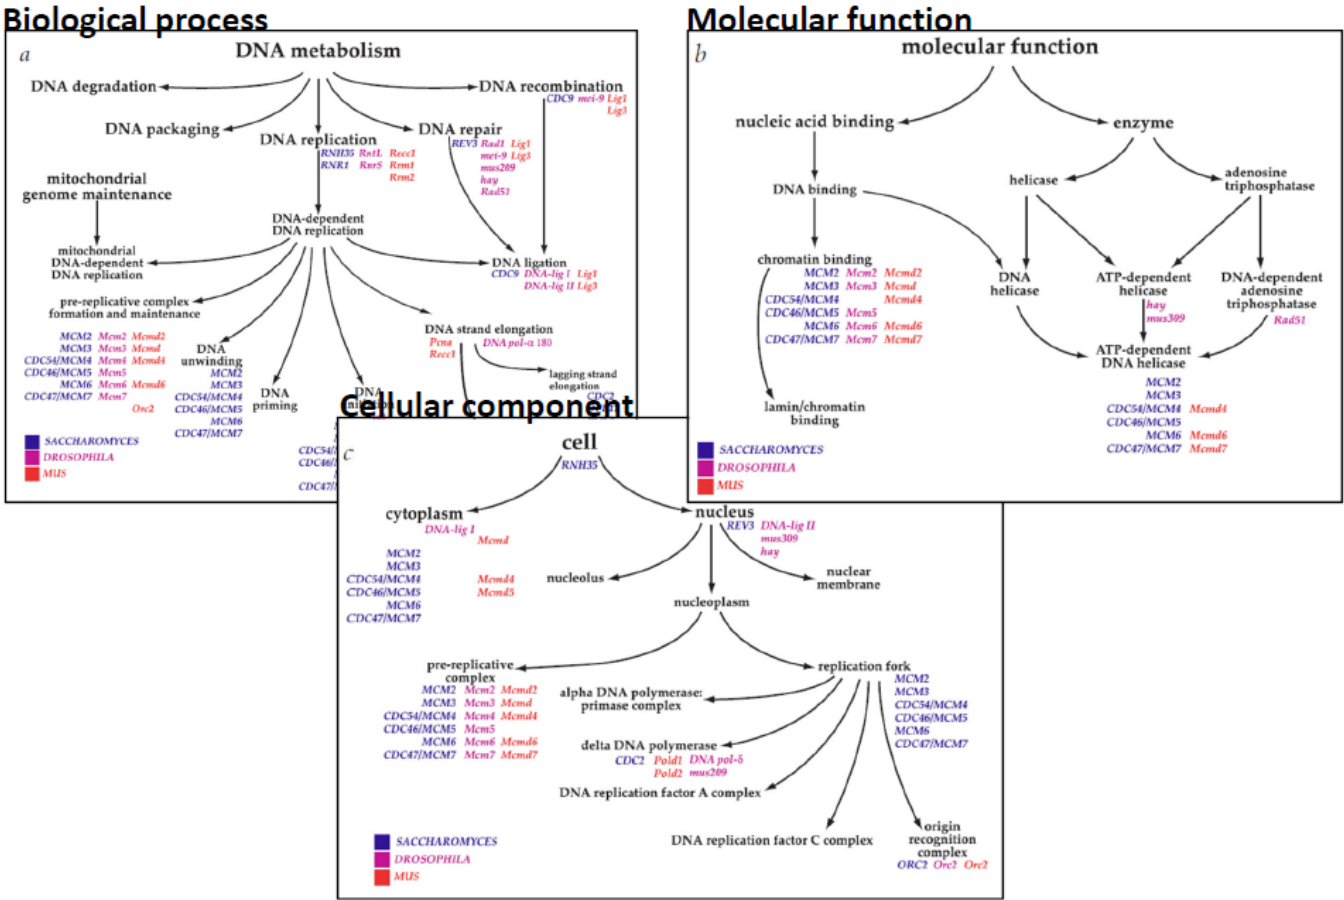 Biological process
a
DNA metabolism
DNA degradation
DNA recombination
CDC9 mei-9 Lig1
Lig3
DNA packaging
DNA repair
REV3 Rad1 Lig1
mei-9 Lig3
mus209
hay
Rad51
DNA replication
RNH35 RnrL Recc1
RNR1 RnrS Rrm1
Rrm2
mitochondrial
genome maintenance
DNA-dependent
DNA replication
mitochondrial
DNA-dependent
DNA replication
DNA ligation
CDC9 DNA-lig I Lig1
DNA-lig II Lig3
pre-replicative complex
formation and maintenance
MCM2 Mcm2 Mcmd2
MCM3 Mcm3 Mcmd
CDC54/MCM4 Mcm4 Mcmd4
CDC46/MCM5 Mcm5
MCM6 Mcm6 Mcmd6
CDC47/MCM7 Mcm7
Orc2
DNA
unwinding
MCM2
MCM3
CDC54/MCM4
CDC46/MCM5
MCM6
CDC47/MCM7
DNA
priming
DNA
DNA strand elongation
Pcna DNA pol-α 180
Recc1
lagging strand
elongation
CDC2
CDC54/
CDC46/
CDC47/
SACCHAROMYCES
DROSOPHILA
MUS
Molecular function
b
molecular function
nucleic acid binding
enzyme
DNA binding
helicase
adenosine
triphosphatase
chromatin binding
MCM2 Mcm2 Mcmd2
MCM3 Mcm3 Mcmd
CDC54/MCM4 Mcmd4
CDC46/MCM5 Mcm5
MCM6 Mcm6 Mcmd6
CDC47/MCM7 Mcm7 Mcmd7
DNA
helicase
ATP-dependent
helicase
hay
mus309
DNA-dependent
adenosine
triphosphatase
Rad51
ATP-dependent
DNA helicase
MCM2
MCM3
CDC54/MCM4 Mcmd4
CDC46/MCM5
MCM6 Mcmd6
CDC47/MCM7 Mcmd7
lamin/chromatin
binding
SACCHAROMYCES
DROSOPHILA
MUS
Cellular component
c
cell
RNH35
cytoplasm
DNA-lig I
Mcmd
MCM2
MCM3
CDC54/MCM4 Mcmd4
CDC46/MCM5 Mcmd5
MCM6
CDC47/MCM7
nucleus
REV3 DNA-lig II
mus309
hay
nucleolus
nuclear
membrane
nucleoplasm
pre-replicative
complex
MCM2 Mcm2 Mcmd2
MCM3 Mcm3 Mcmd
CDC54/MCM4 Mcm4 Mcmd4
CDC46/MCM5 Mcm5
MCM6 Mcm6 Mcmd6
CDC47/MCM7 Mcm7 Mcmd7
replication fork
MCM2
MCM3
CDC54/MCM4
CDC46/MCM5
MCM6
CDC47/MCM7
alpha DNA polymerase:
primase complex
delta DNA polymerase
CDC2 Pold1 DNA pol-δ
Pold2 mus209
DNA replication factor A complex
DNA replication factor C complex
origin
recognition
complex
ORC2 Orc2 Orc2
SACCHAROMYCES
DROSOPHILA
MUS